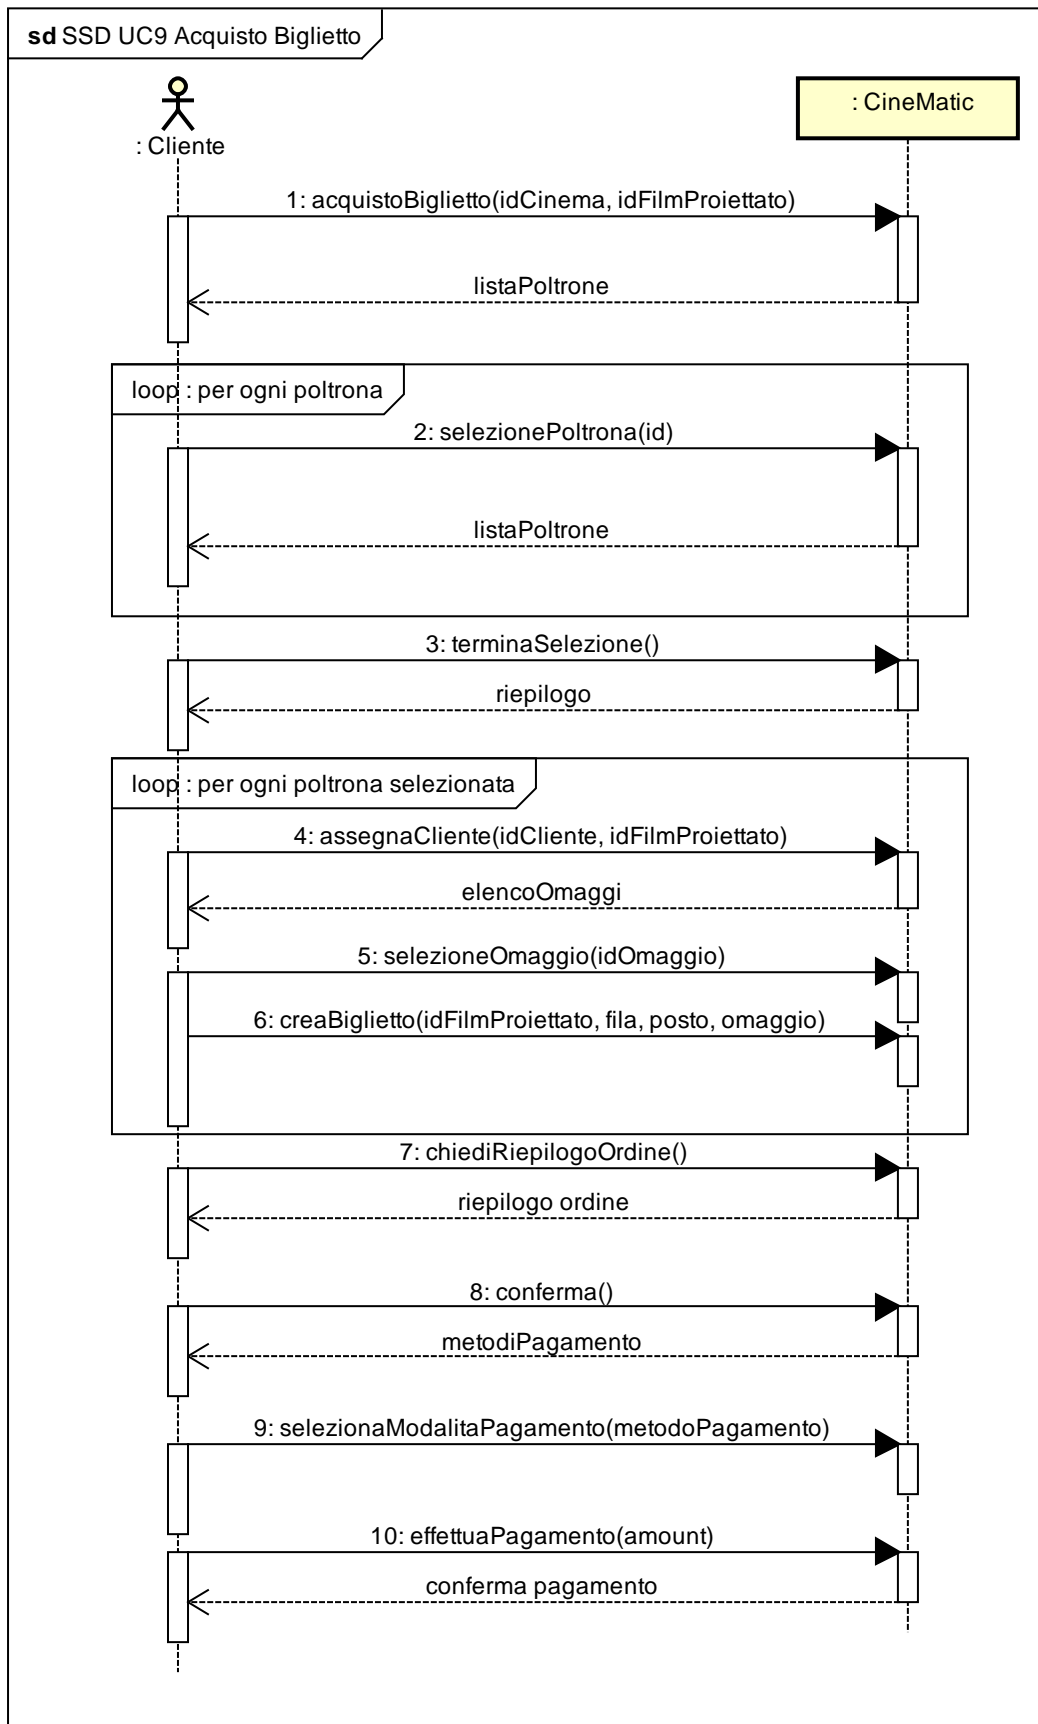 sd SSD UC9 Acquisto Biglietto
: Cliente
: CineMatic
1: acquistoBiglietto(idCinema, idFilmProiettato)
listaPoltrone
loop : per ogni poltrona
2: selezionePoltrona(id)
listaPoltrone
3: terminaSelezione()
riepilogo
loop : per ogni poltrona selezionata
4: assegnaCliente(idCliente, idFilmProiettato)
elencoOmaggi
5: selezioneOmaggio(idOmaggio)
6: creaBiglietto(idFilmProiettato, fila, posto, omaggio)
7: chiediRiepilogoOrdine()
riepilogo ordine
8: conferma()
metodiPagamento
9: selezionaModalitaPagamento(metodoPagamento)
10: effettuaPagamento(amount)
conferma pagamento